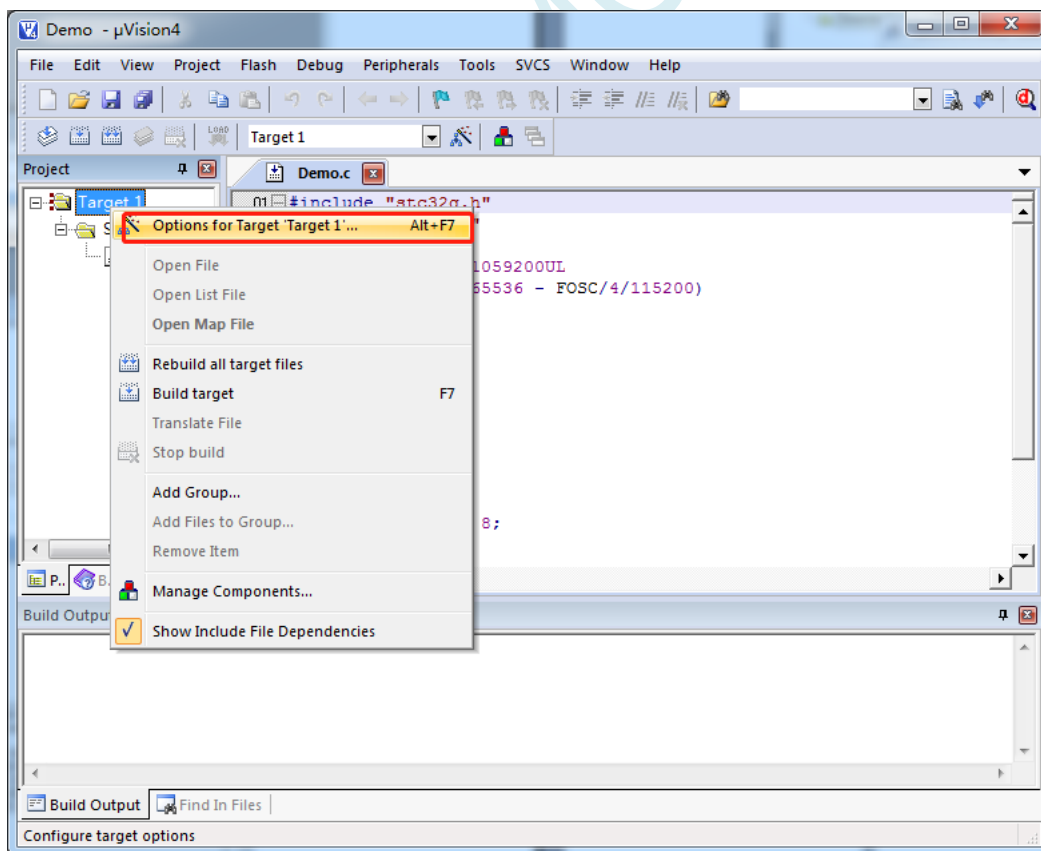 Demo - µVision4
File Edit View Project Flash Debug Peripherals Tools SVCS Window Help
LOAD Target 1
Project
Demo.c
Target 1
01 #include "stc32g.h"
Options for Target 'Target 1'... Alt+F7 "
Open File 1059200UL
Open List File 65536 - FOSC/4/115200)
Open Map File
Rebuild all target files
Build target F7
Translate File
Stop build
Add Group...
Add Files to Group... 8;
Remove Item
P.. B.
Manage Components...
Build Outpu
Show Include File Dependencies
Build Output Find In Files
Configure target options